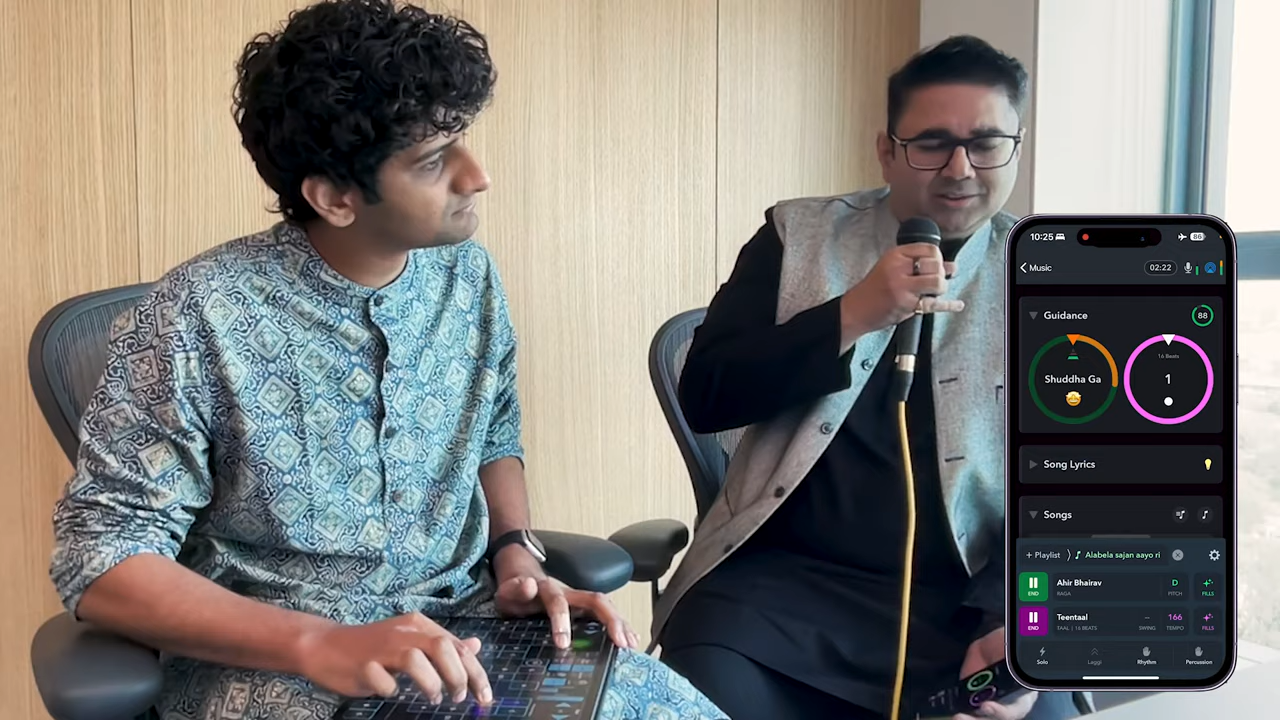 10:25
86
Music
02:22
Guidance
88
Shuddha Ga
16 Beats
1
Song Lyrics
Songs
+ Playlist
Alabela sajan aayo ri
END
Ahir Bhairav
RAGA
D
PITCH
FILLS
END
Teentaal
TAAL | 16 BEATS
--
SWING
166
TEMPO
FILLS
Solo
Laggi
Rhythm
Percussion